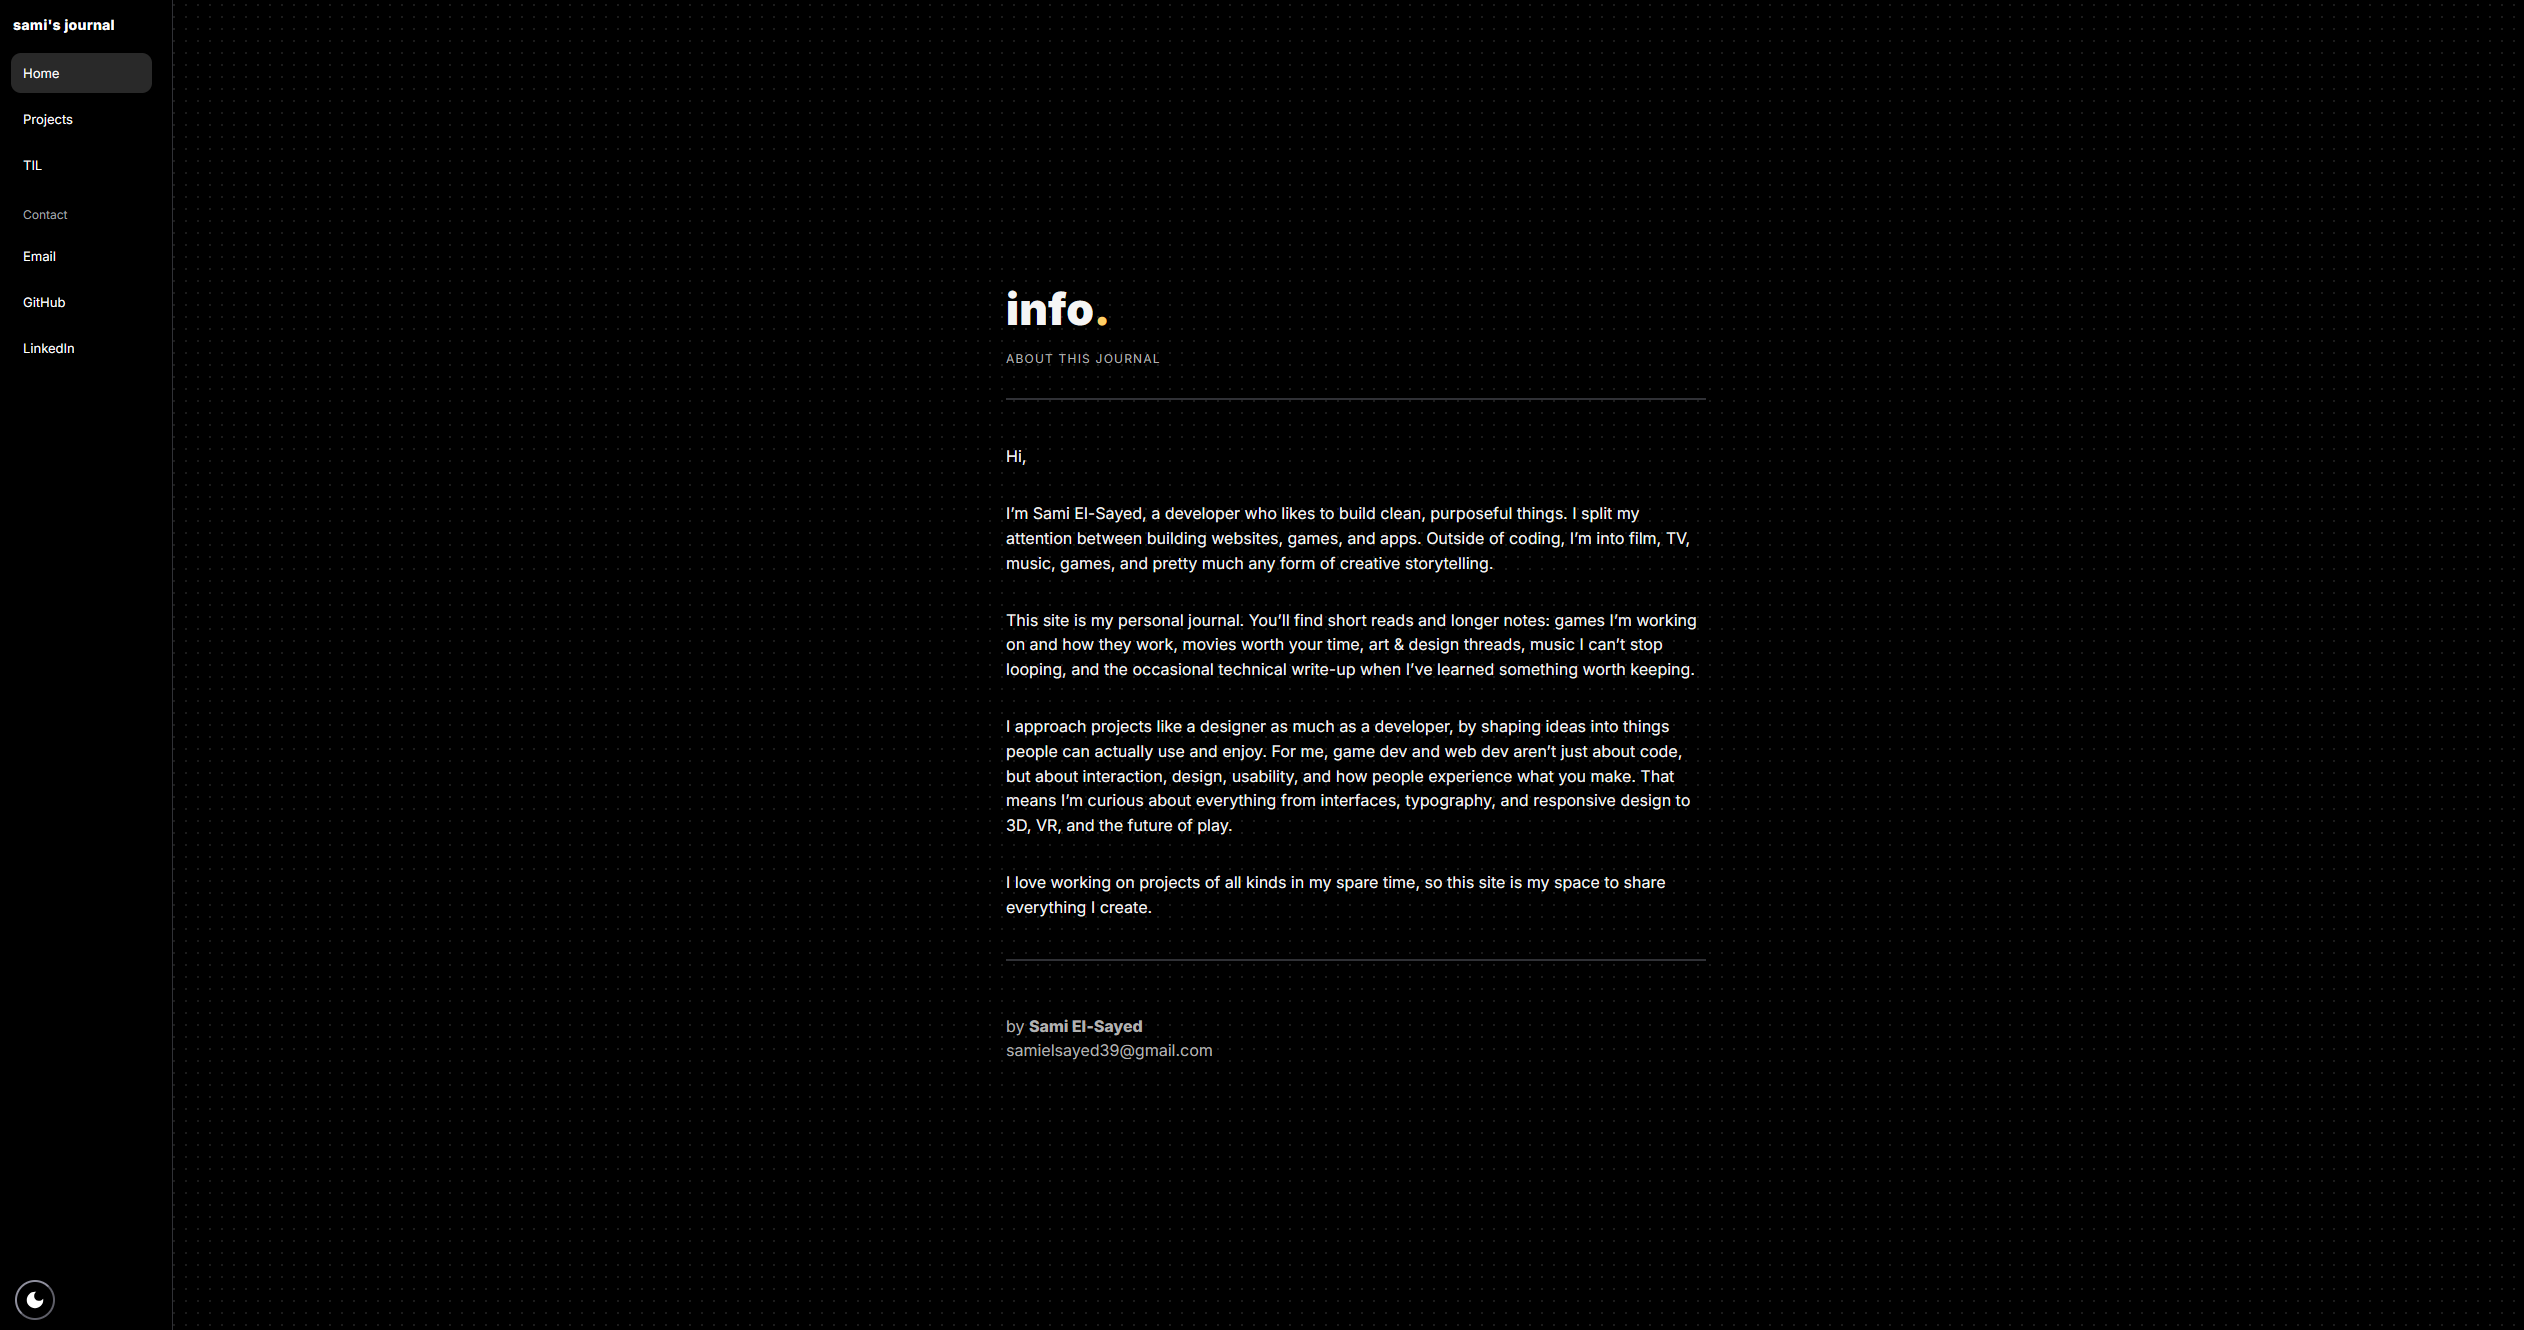 sami's journal
Home
Projects
TIL
Contact
Email
GitHub
LinkedIn
info.
ABOUT THIS JOURNAL
Hi,
I’m Sami El-Sayed, a developer who likes to build clean, purposeful things. I split my
attention between building websites, games, and apps. Outside of coding, I’m into film, TV,
music, games, and pretty much any form of creative storytelling.
This site is my personal journal. You’ll find short reads and longer notes: games I’m working
on and how they work, movies worth your time, art & design threads, music I can’t stop
looping, and the occasional technical write-up when I’ve learned something worth keeping.
I approach projects like a designer as much as a developer, by shaping ideas into things
people can actually use and enjoy. For me, game dev and web dev aren’t just about code,
but about interaction, design, usability, and how people experience what you make. That
means I’m curious about everything from interfaces, typography, and responsive design to
3D, VR, and the future of play.
I love working on projects of all kinds in my spare time, so this site is my space to share
everything I create.
by Sami El-Sayed
samielsayed39@gmail.com